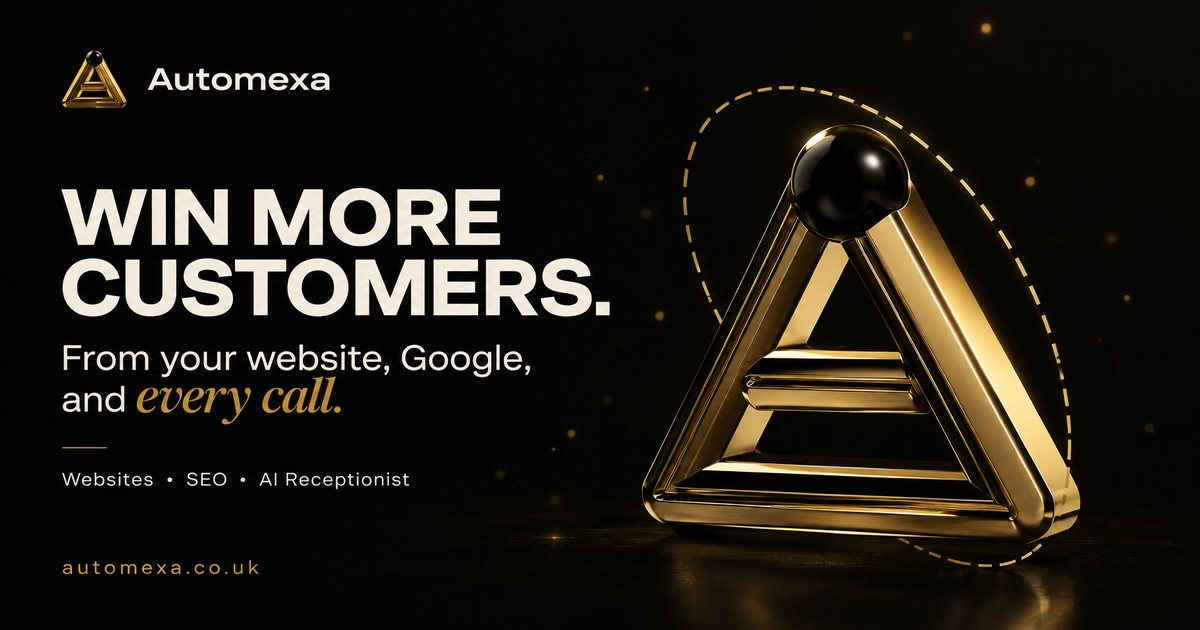 Automexa
WIN MORE
CUSTOMERS.
From your website, Google,
and every call.
Websites • SEO • AI Receptionist
automexa.co.uk